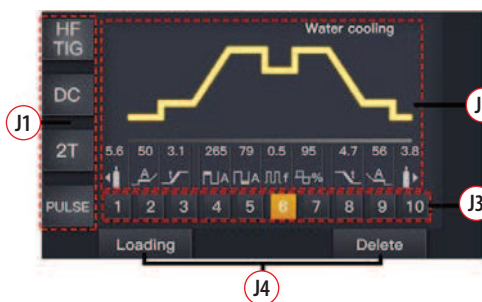 HF
TIG
Water cooling
DC
J1
J
2T
5.6 50 3.1 265 79 0.5 95 4.7 56 3.8
A A A f % A
PULSE
1 2 3 4 5 6 7 8 9 10
J3
Loading Delete
J4